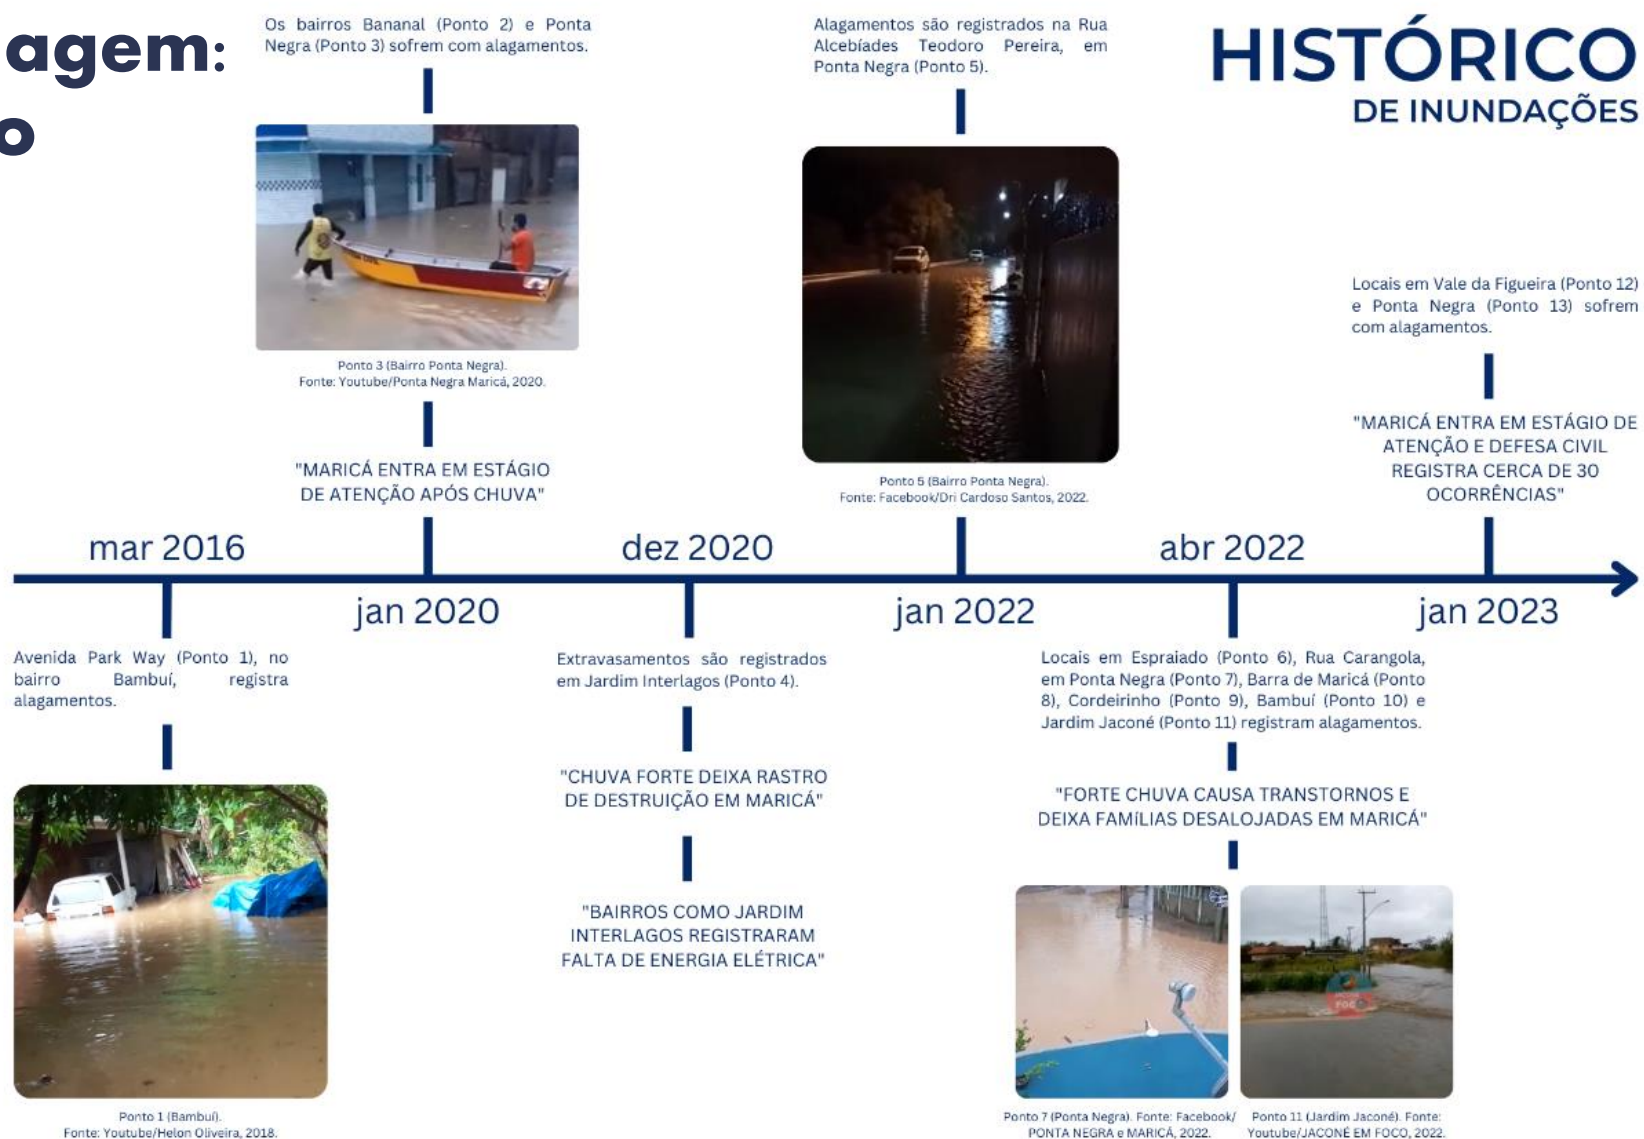 agem:
o
HISTÓRICO
DE INUNDAÇÕES
Os bairros Bananal (Ponto 2) e Ponta
Negra (Ponto 3) sofrem com alagamentos.
Ponto 3 (Bairro Ponta Negra).
Fonte: Youtube/Ponta Negra Maricá, 2020.
"MARICÁ ENTRA EM ESTÁGIO
DE ATENÇÃO APÓS CHUVA"
Alagamentos são registrados na Rua
Alcebíades Teodoro Pereira, em
Ponta Negra (Ponto 5).
Ponto 5 (Bairro Ponta Negra).
Fonte: Facebook/Dri Cardoso Santos, 2022.
Locais em Vale da Figueira (Ponto 12)
e Ponta Negra (Ponto 13) sofrem
com alagamentos.
"MARICÁ ENTRA EM ESTÁGIO DE
ATENÇÃO E DEFESA CIVIL
REGISTRA CERCA DE 30
OCORRÊNCIAS"
mar 2016
dez 2020
abr 2022
jan 2020
jan 2022
jan 2023
Avenida Park Way (Ponto 1), no
bairro Bambuí, registra
alagamentos.
Ponto 1 (Bambuí).
Fonte: Youtube/Helon Oliveira, 2018.
Extravasamentos são registrados
em Jardim Interlagos (Ponto 4).
"CHUVA FORTE DEIXA RASTRO
DE DESTRUIÇÃO EM MARICÁ"
"BAIRROS COMO JARDIM
INTERLAGOS REGISTRARAM
FALTA DE ENERGIA ELÉTRICA"
Locais em Espraiado (Ponto 6), Rua Carangola,
em Ponta Negra (Ponto 7), Barra de Maricá (Ponto
8), Cordeirinho (Ponto 9), Bambuí (Ponto 10) e
Jardim Jaconé (Ponto 11) registram alagamentos.
"FORTE CHUVA CAUSA TRANSTORNOS E
DEIXA FAMíLIAS DESALOJADAS EM MARICÁ"
Ponto 7 (Ponta Negra). Fonte: Facebook/
PONTA NEGRA e MARICÁ, 2022.
FOCO
Ponto 11 (Jardim Jaconé). Fonte:
Youtube/JACONÉ EM FOCO, 2022.